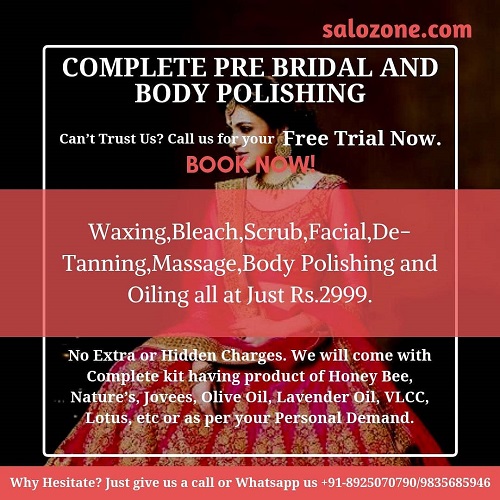 salozone.com
COMPLETE PRE BRIDAL AND
BODY POLISHING
Can't Trust Us? Call us for your Free Trial Now.
BOOK NOW!
Waxing,Bleach,Scrub,Facial,De-
Tanning,Massage,Body Polishing and
Oiling all at Just Rs.2999.
No Extra or Hidden Charges. We will come with
Complete kit having product of Honey Bee,
Nature's, Jovees, Olive Oil, Lavender Oil, VLCC,
Lotus, etc or as per your Personal Demand.
Why Hesitate? Just give us a call or Whatsapp us +91-8925070790/9835685946